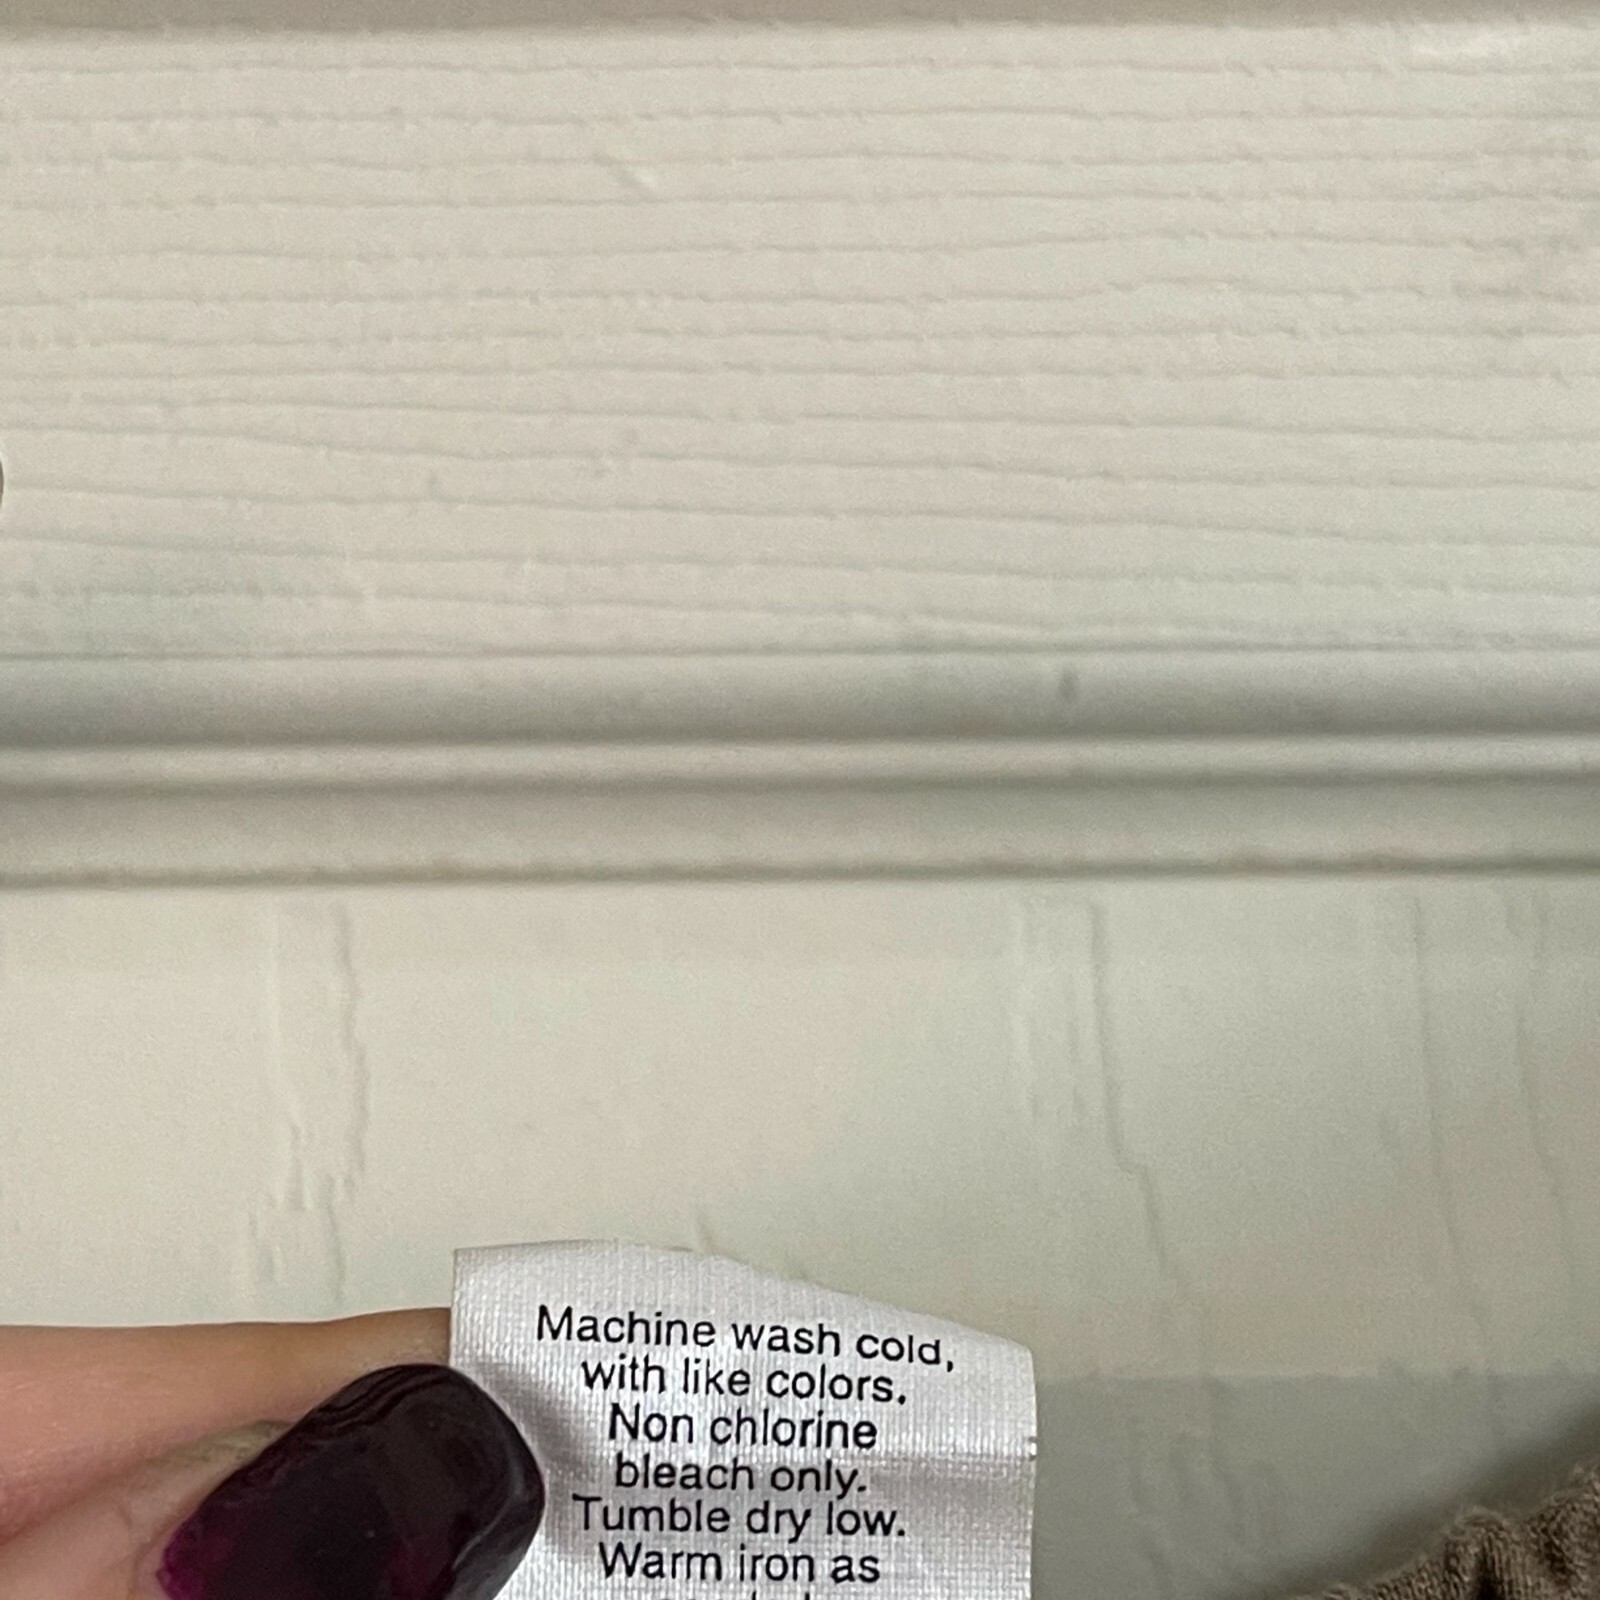 Machine wash cold,
with like colors.
Non chlorine
bleach only.
Tumble dry low.
Warm iron as